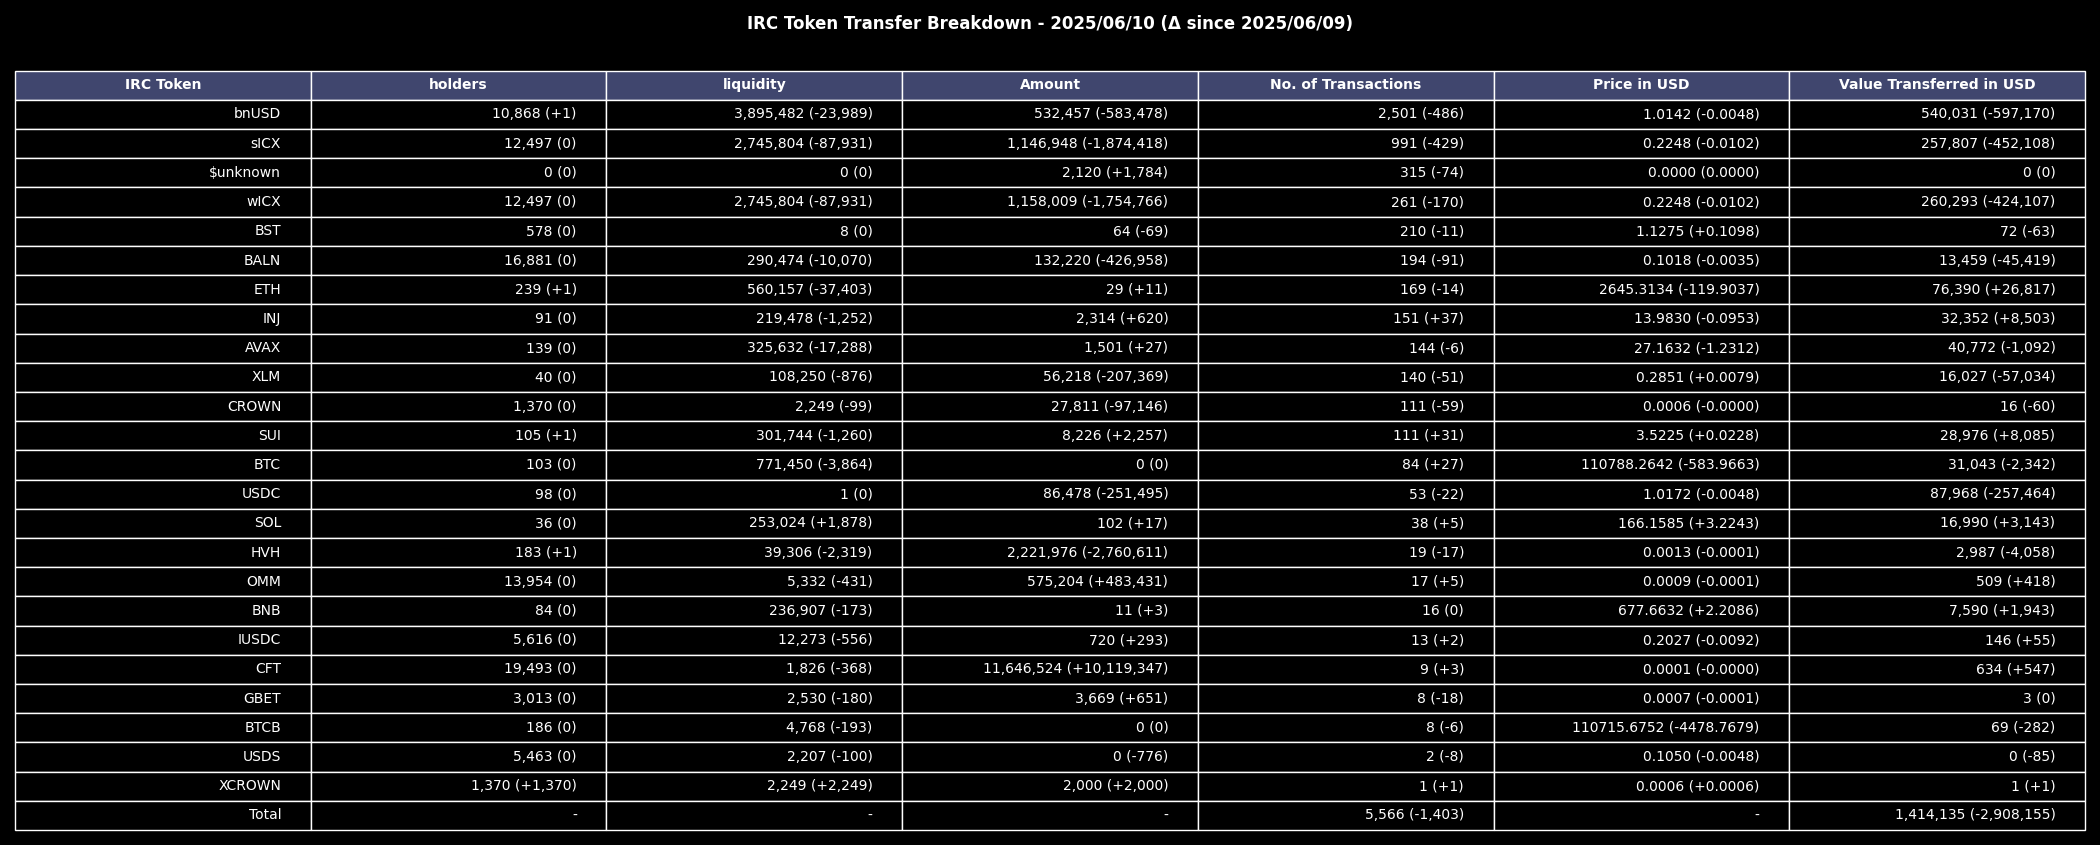 IRC Token Transfer Breakdown - 2025/06/10 (Δ since 2025/06/09)
IRC Token holders liquidity Amount No. of Transactions Price in USD Value Transferred in USD
bnUSD 10,868 (+1) 3,895,482 (-23,989) 532,457 (-583,478) 2,501 (-486) 1.0142 (-0.0048) 540,031 (-597,170)
sICX 12,497 (0) 2,745,804 (-87,931) 1,146,948 (-1,874,418) 991 (-429) 0.2248 (-0.0102) 257,807 (-452,108)
$unknown 0 (0) 0 (0) 2,120 (+1,784) 315 (-74) 0.0000 (0.0000) 0 (0)
wICX 12,497 (0) 2,745,804 (-87,931) 1,158,009 (-1,754,766) 261 (-170) 0.2248 (-0.0102) 260,293 (-424,107)
BST 578 (0) 8 (0) 64 (-69) 210 (-11) 1.1275 (+0.1098) 72 (-63)
BALN 16,881 (0) 290,474 (-10,070) 132,220 (-426,958) 194 (-91) 0.1018 (-0.0035) 13,459 (-45,419)
ETH 239 (+1) 560,157 (-37,403) 29 (+11) 169 (-14) 2645.3134 (-119.9037) 76,390 (+26,817)
INJ 91 (0) 219,478 (-1,252) 2,314 (+620) 151 (+37) 13.9830 (-0.0953) 32,352 (+8,503)
AVAX 139 (0) 325,632 (-17,288) 1,501 (+27) 144 (-6) 27.1632 (-1.2312) 40,772 (-1,092)
XLM 40 (0) 108,250 (-876) 56,218 (-207,369) 140 (-51) 0.2851 (+0.0079) 16,027 (-57,034)
CROWN 1,370 (0) 2,249 (-99) 27,811 (-97,146) 111 (-59) 0.0006 (-0.0000) 16 (-60)
SUI 105 (+1) 301,744 (-1,260) 8,226 (+2,257) 111 (+31) 3.5225 (+0.0228) 28,976 (+8,085)
BTC 103 (0) 771,450 (-3,864) 0 (0) 84 (+27) 110788.2642 (-583.9663) 31,043 (-2,342)
USDC 98 (0) 1 (0) 86,478 (-251,495) 53 (-22) 1.0172 (-0.0048) 87,968 (-257,464)
SOL 36 (0) 253,024 (+1,878) 102 (+17) 38 (+5) 166.1585 (+3.2243) 16,990 (+3,143)
HVH 183 (+1) 39,306 (-2,319) 2,221,976 (-2,760,611) 19 (-17) 0.0013 (-0.0001) 2,987 (-4,058)
OMM 13,954 (0) 5,332 (-431) 575,204 (+483,431) 17 (+5) 0.0009 (-0.0001) 509 (+418)
BNB 84 (0) 236,907 (-173) 11 (+3) 16 (0) 677.6632 (+2.2086) 7,590 (+1,943)
IUSDC 5,616 (0) 12,273 (-556) 720 (+293) 13 (+2) 0.2027 (-0.0092) 146 (+55)
CFT 19,493 (0) 1,826 (-368) 11,646,524 (+10,119,347) 9 (+3) 0.0001 (-0.0000) 634 (+547)
GBET 3,013 (0) 2,530 (-180) 3,669 (+651) 8 (-18) 0.0007 (-0.0001) 3 (0)
BTCB 186 (0) 4,768 (-193) 0 (0) 8 (-6) 110715.6752 (-4478.7679) 69 (-282)
USDS 5,463 (0) 2,207 (-100) 0 (-776) 2 (-8) 0.1050 (-0.0048) 0 (-85)
XCROWN 1,370 (+1,370) 2,249 (+2,249) 2,000 (+2,000) 1 (+1) 0.0006 (+0.0006) 1 (+1)
Total - - - 5,566 (-1,403) - 1,414,135 (-2,908,155)